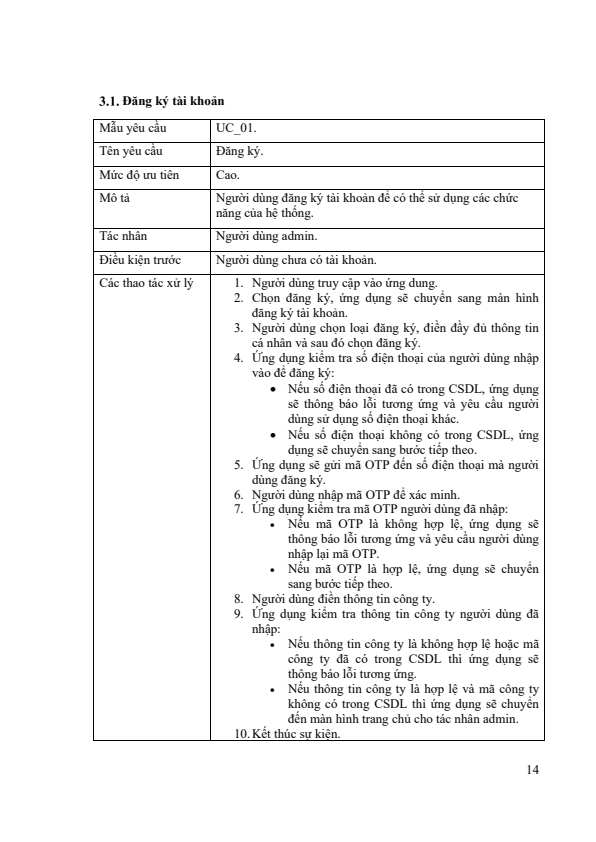 3.1. Đăng ký tài khoản
Mẫu yêu cầu
UC_01.
Tên yêu cầu
Đăng ký.
Mức độ ưu tiên
Cao.
Mô tả
Người dùng đăng ký tài khoản để có thể sử dụng các chức
năng của hệ thống.
Tác nhân
Người dùng admin.
Điều kiện trước
Người dùng chưa có tài khoản.
Các thao tác xử lý
1. Người dùng truy cập vào ứng dung.
2. Chọn đăng ký, ứng dụng sẽ chuyển sang màn hình
đăng ký tài khoản.
3. Người dùng chọn loại đăng ký, điền đầy đủ thông tin
cá nhân và sau đó chọn đăng ký.
4. Ứng dụng kiểm tra số điện thoại của người dùng nhập
vào để đăng ký:
• Nếu số điện thoại đã có trong CSDL, ứng dụng
sẽ thông báo lỗi tương ứng và yêu cầu người
dùng sử dụng số điện thoại khác.
• Nếu số điện thoại không có trong CSDL, ứng
dụng sẽ chuyển sang bước tiếp theo.
5. Ứng dụng sẽ gửi mã OTP đến số điện thoại mà người
dùng đăng ký.
6. Người dùng nhập mã OTP để xác minh.
7. Ứng dụng kiểm tra mã OTP người dùng đã nhập:
• Nếu mã OTP là không hợp lệ, ứng dụng sẽ
thông báo lỗi tương ứng và yêu cầu người dùng
nhập lại mã OTP.
• Nếu mã OTP là hợp lệ, ứng dụng sẽ chuyển
sang bước tiếp theo.
8. Người dùng điền thông tin công ty.
9. Ứng dụng kiểm tra thông tin công ty người dùng đã
nhập:
• Nếu thông tin công ty là không hợp lệ hoặc mã
công ty đã có trong CSDL thì ứng dụng sẽ
thông báo lỗi tương ứng.
• Nếu thông tin công ty là hợp lệ và mã công ty
không có trong CSDL thì ứng dụng sẽ chuyển
đến màn hình trang chủ cho tác nhân admin.
10. Kết thúc sự kiện.
14